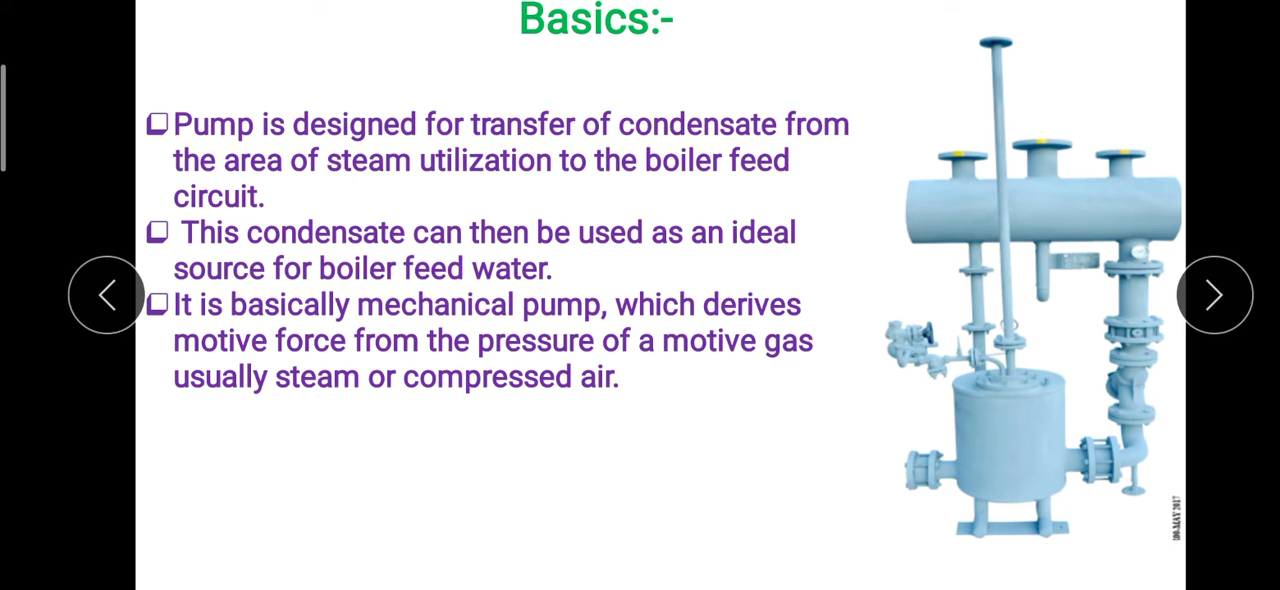 Basics:-
❑Pump is designed for transfer of condensate from
the area of steam utilization to the boiler feed
circuit.
❑ This condensate can then be used as an ideal
source for boiler feed water.
❑It is basically mechanical pump, which derives
motive force from the pressure of a motive gas
usually steam or compressed air.